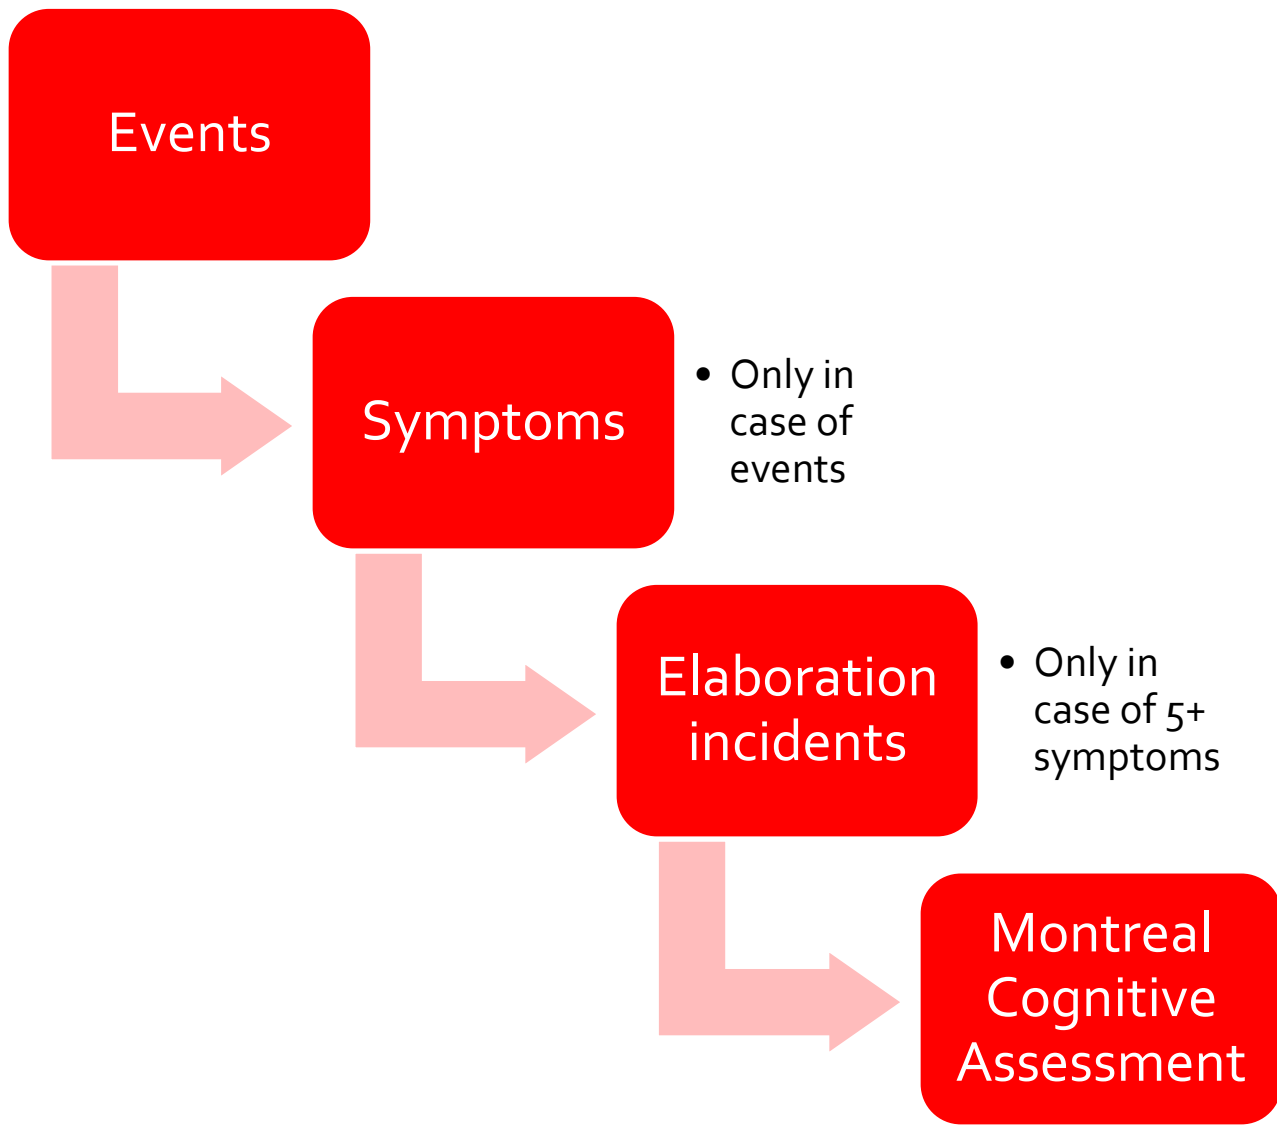 Events
Symptoms
• Only in
case of
events
Elaboration
incidents
• Only in
case of 5+
symptoms
Montreal
Cognitive
Assessment